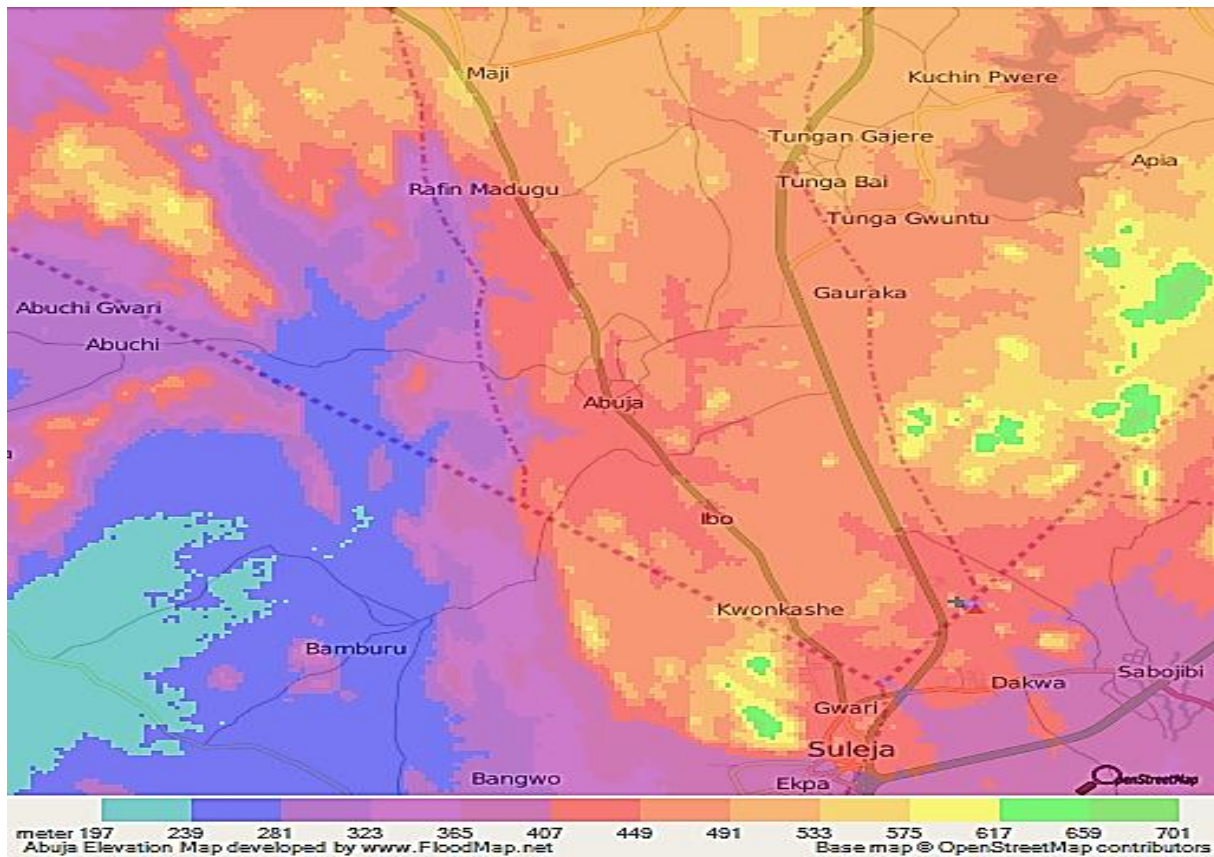 Maji
Kuchin Pwere
Tungan Gajere
Apia
Rafin Madugu
Tunga Bai
Tunga Gwuntu
Gauraka
Abuchi Gwari
Abuchi
Abuja
Ibo
Kwonkashe
Bamburu
Sabojibi
Dakwa
Gwari
Suleja
Bangwo
Ekpa
OpenStreetMap
meter 197 239 281 323 365 407 449 491 533 575 617 659 701
Abuja Elevation Map developed by www.FloodMap.net
Base map © OpenStreetMap contributors